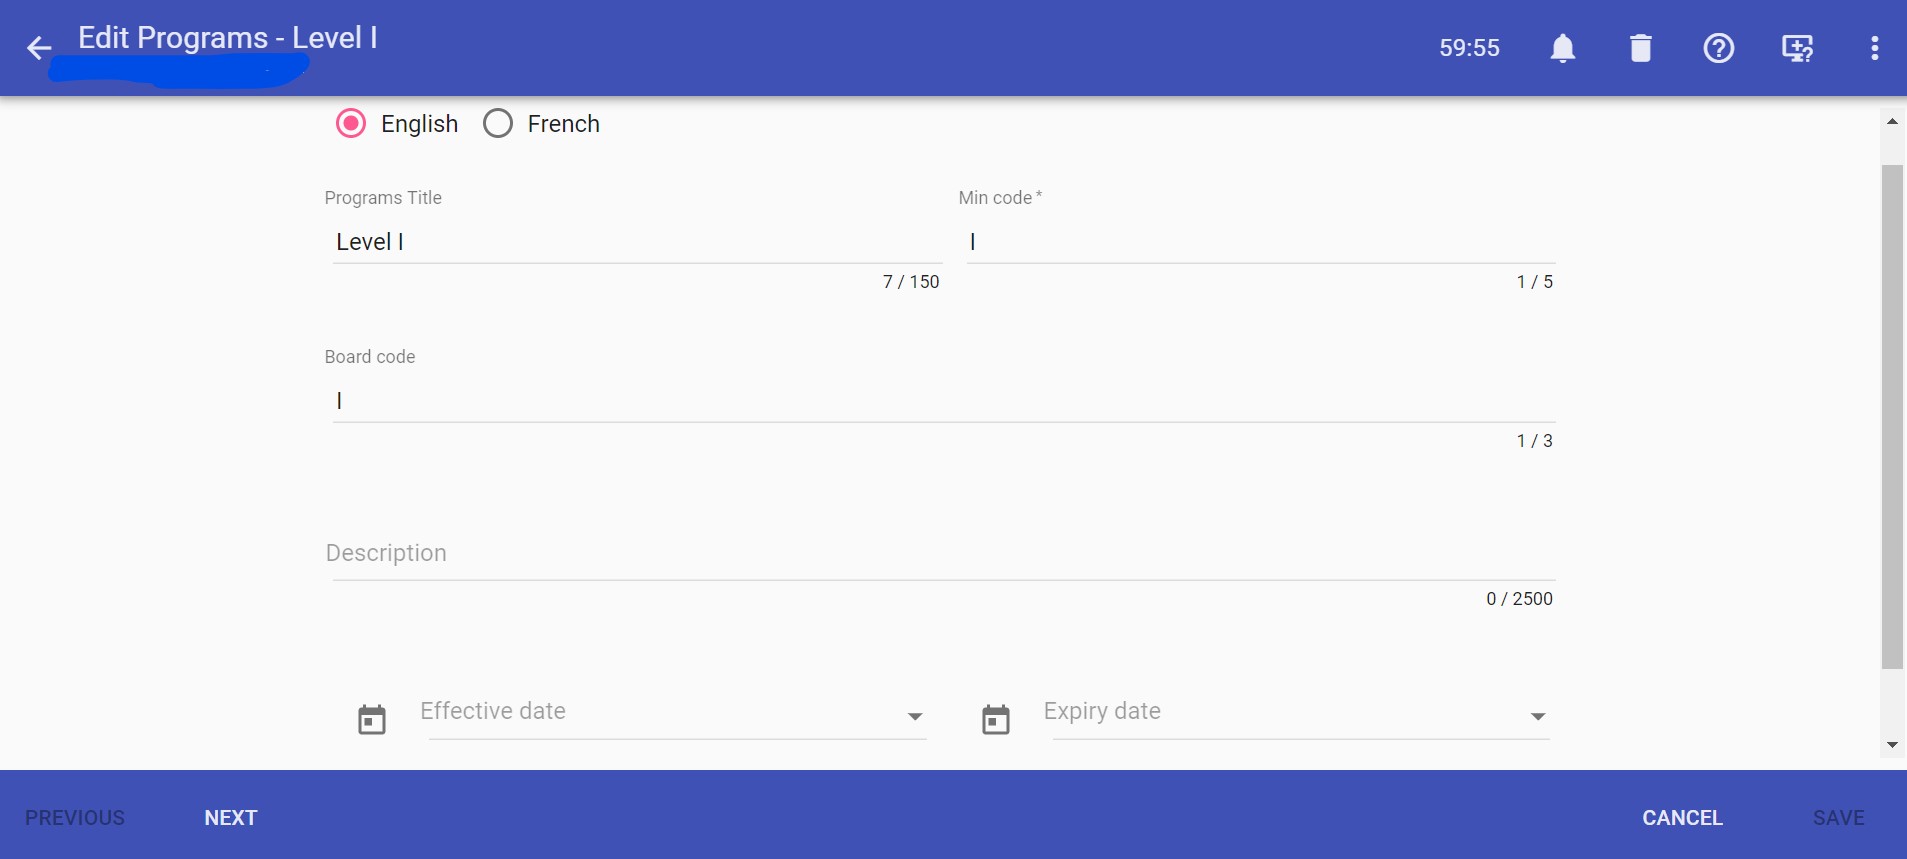 Edit Programs - Level I
59:55
English French
Programs Title Min code *
Level I I
7 / 150 1 / 5
Board code
I
1 / 3
Description
0 / 2500
Effective date Expiry date
PREVIOUS NEXT CANCEL SAVE